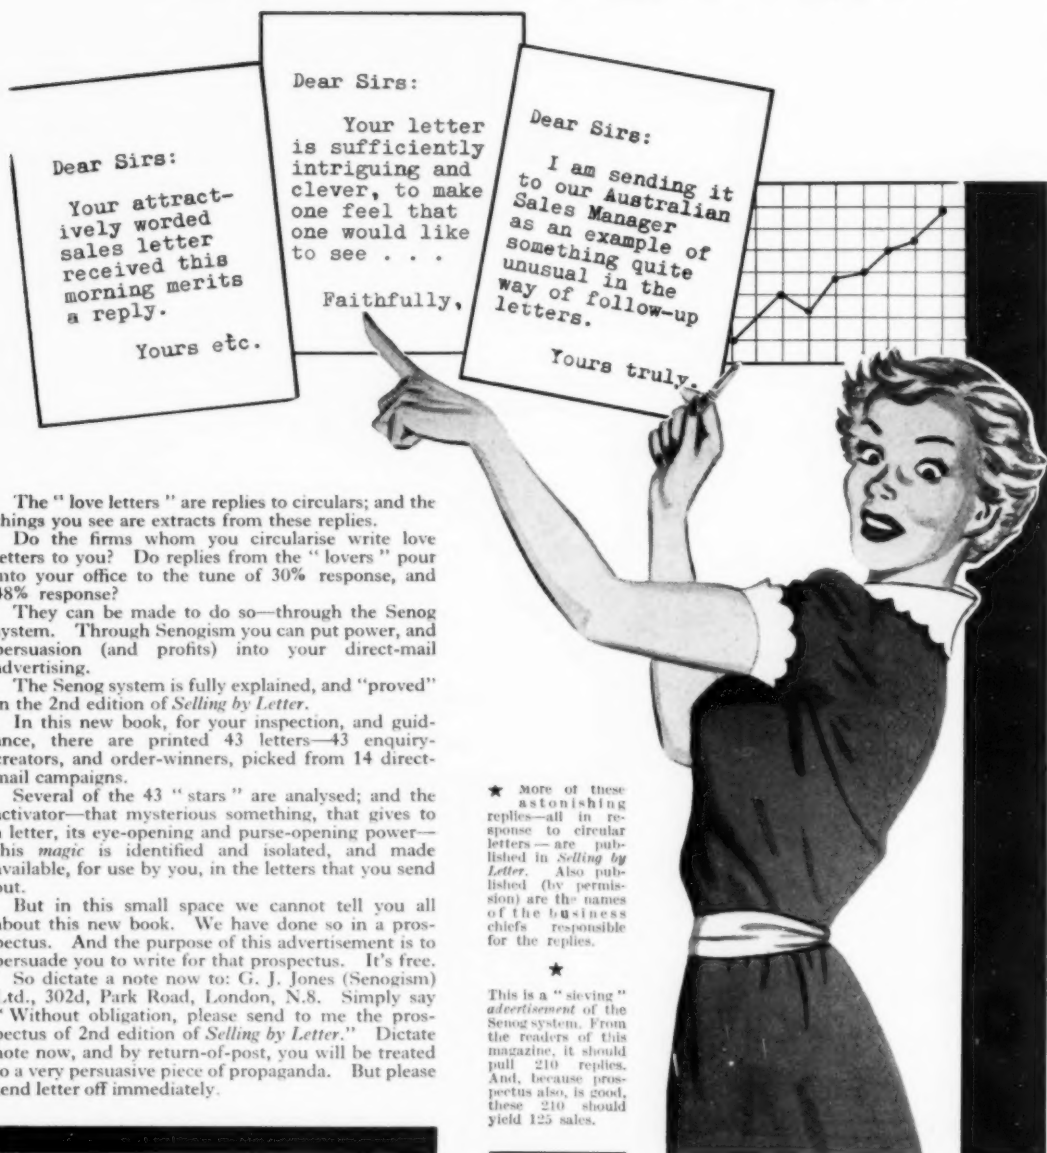 Dear Sirs:
Your attract-
ively worded
sales letter
received this
morning merits
a reply.
Yours etc.
Dear Sirs:
Your letter
is sufficiently
intriguing and
clever, to make
one feel that
one would like
to see . . .
Faithfully,
Dear Sirs:
I am sending it
to our Australian
Sales Manager
as an example of
something quite
unusual in the
way of follow-up
letters.
Yours truly.
The " love letters " are replies to circulars; and the
things you see are extracts from these replies.
Do the firms whom you circularise write love
etters to you? Do replies from the " lovers " pour
nto your office to the tune of 30% response, and
48% response?
They can be made to do so—through the Senog
ystem. Through Senogism you can put power, and
persuasion (and profits) into your direct-mail
advertising.
The Senog system is fully explained, and "proved"
n the 2nd edition of Selling by Letter.
In this new book, for your inspection, and guid-
ance, there are printed 43 letters—43 enquiry-
creators, and order-winners, picked from 14 direct-
mail campaigns.
Several of the 43 " stars " are analysed; and the
activator—that mysterious something, that gives to
a letter, its eye-opening and purse-opening power—
this magic is identified and isolated, and made
available, for use by you, in the letters that you send
out.
But in this small space we cannot tell you all
about this new book. We have done so in a pros-
pectus. And the purpose of this advertisement is to
persuade you to write for that prospectus. It's free.
So dictate a note now to: G. J. Jones (Senogism)
Ltd., 302d, Park Road, London, N.8. Simply say
" Without obligation, please send to me the pros-
pectus of 2nd edition of Selling by Letter." Dictate
note now, and by return-of-post, you will be treated
to a very persuasive piece of propaganda. But please
send letter off immediately.
★ More of these
astonishing
replies—all in re-
sponse to circular
letters — are pub-
lished in Selling by
Letter. Also pub-
lished (by permis-
sion) are the names
of the business
chiefs responsible
for the replies.
★
This is a " sieving "
advertisement of the
Senog system. From
the readers of this
magazine, it should
pull 210 replies.
And, because pros-
pectus also, is good,
these 210 should
yield 125 sales.